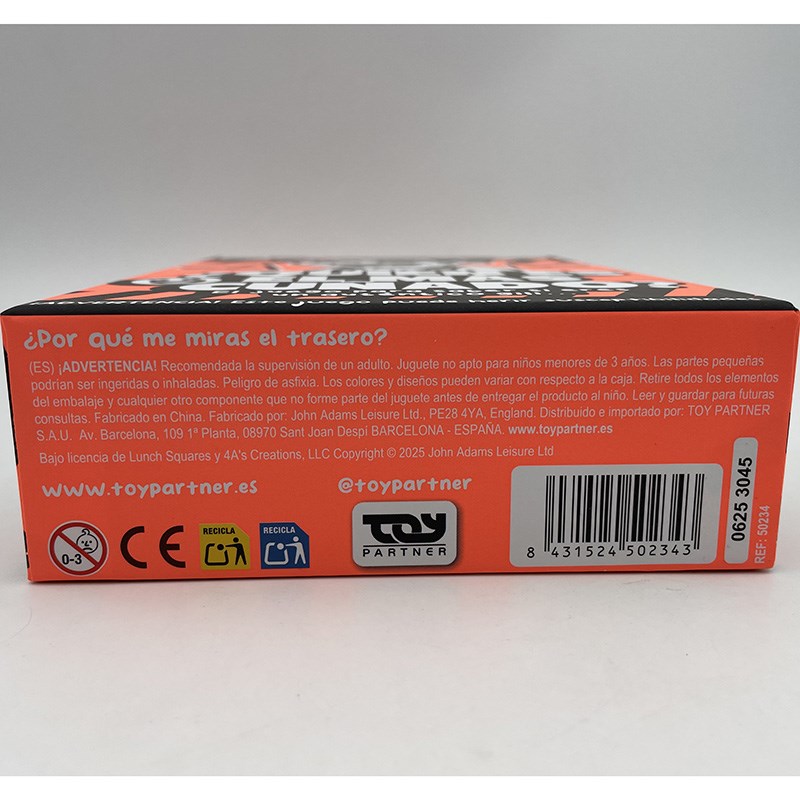 CUÑADO
¿Por qué me miras el trasero?
(ES) ¡ADVERTENCIA! Recomendada la supervisión de un adulto. Juguete no apto para niños menores de 3 años. Las partes pequeñas
podrían ser ingeridas o inhaladas. Peligro de asfixia. Los colores y diseños pueden variar con respecto a la caja. Retire todos los elementos
del embalaje y cualquier otro componente que no forme parte del juguete antes de entregar el producto al niño. Leer y guardar para futuras
consultas. Fabricado en China. Fabricado por: John Adams Leisure Ltd., PE28 4YA, England. Distribuido e importado por: TOY PARTNER
S.A.U. Av. Barcelona, 109 1ª Planta, 08970 Sant Joan Despí BARCELONA - ESPAÑA. www.toypartner.es
Bajo licencia de Lunch Squares y 4A's Creations, LLC Copyright © 2025 John Adams Leisure Ltd
www.toypartner.es
@toypartner
0-3
CE
RECICLA
RECICLA
TOY
PARTNER
8 431524 502343
0625 3045
REF: 50234